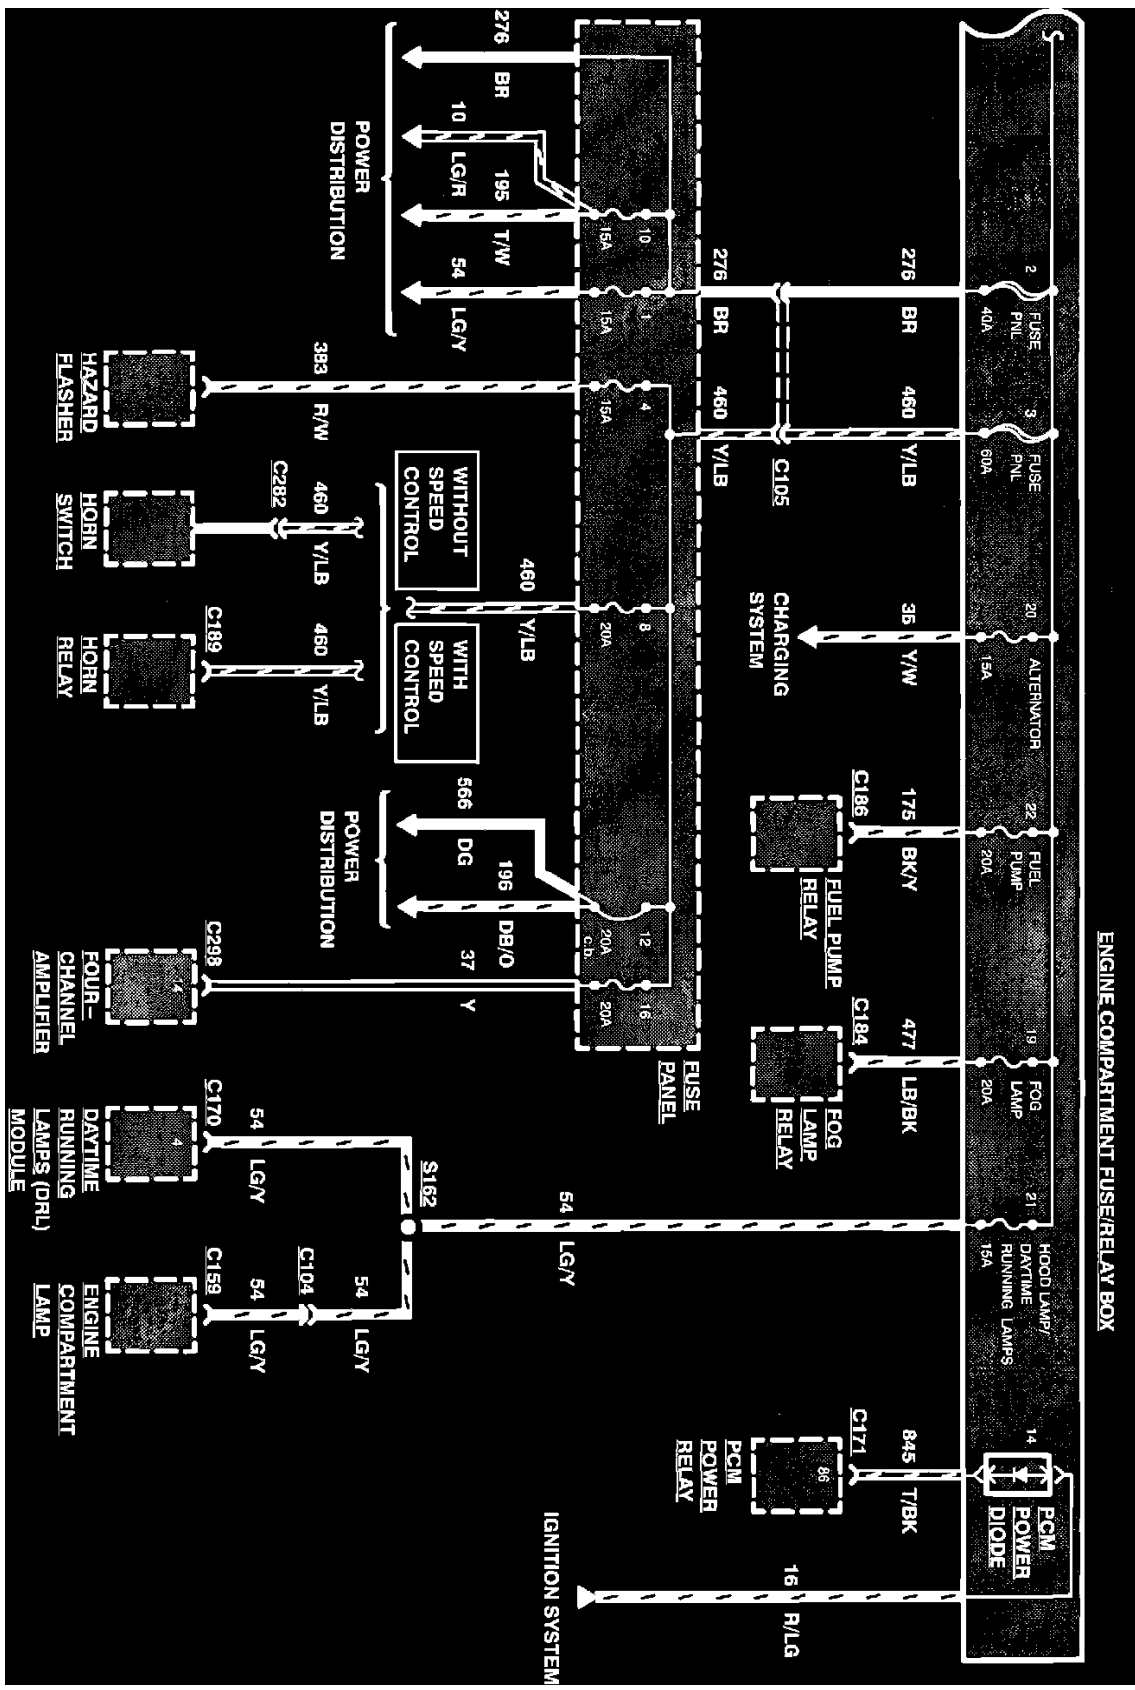 ENGINE COMPARTMENT FUSE/RELAY BOX
2
FUSE
PNL
40A
3
FUSE
PNL
60A
20
ALTERNATOR
15A
22
FUEL
PUMP
20A
19
FOG
LAMP
20A
21
HOOD LAMP/
DAYTIME
RUNNING LAMPS
15A
14
PCM
POWER
DIODE
276
BR
460
Y/LB
35
Y/W
175
BK/Y
477
LB/BK
845
T/BK
C186
C184
C171
FUEL PUMP
RELAY
FOG
LAMP
RELAY
86
PCM
POWER
RELAY
16
R/LG
IGNITION SYSTEM
C105
CHARGING
SYSTEM
276
BR
460
Y/LB
FUSE
PANEL
10
15A
1
15A
4
15A
8
20A
12
20A
c.b.
16
20A
276
BR
10
LG/R
195
T/W
54
LG/Y
POWER
DISTRIBUTION
460
Y/LB
WITHOUT
SPEED
CONTROL
WITH
SPEED
CONTROL
566
DG
196
DB/O
37
Y
POWER
DISTRIBUTION
54
LG/Y
S162
383
R/W
460
Y/LB
C282
460
Y/LB
C189
C298
54
LG/Y
C170
54
LG/Y
C104
54
LG/Y
C159
HAZARD
FLASHER
HORN
SWITCH
HORN
RELAY
14
FOUR-
CHANNEL
AMPLIFIER
4
DAYTIME
RUNNING
LAMPS (DRL)
MODULE
ENGINE
COMPARTMENT
LAMP